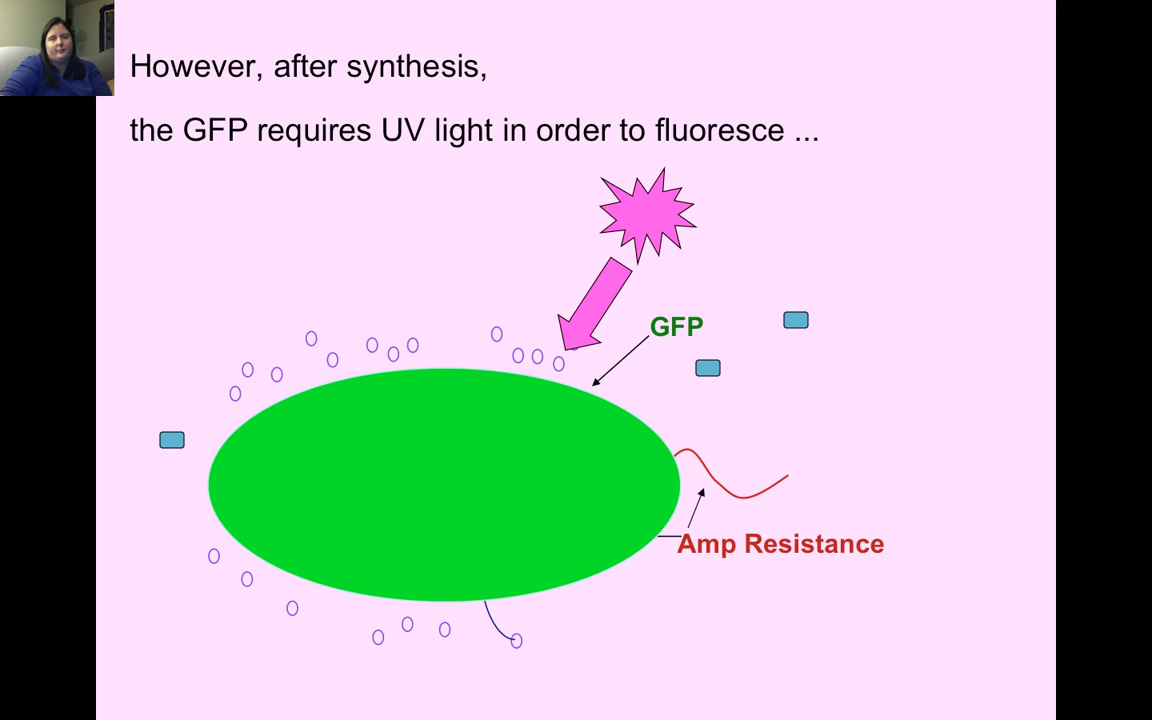 However, after synthesis,
the GFP requires UV light in order to fluoresce ...
GFP
Amp Resistance